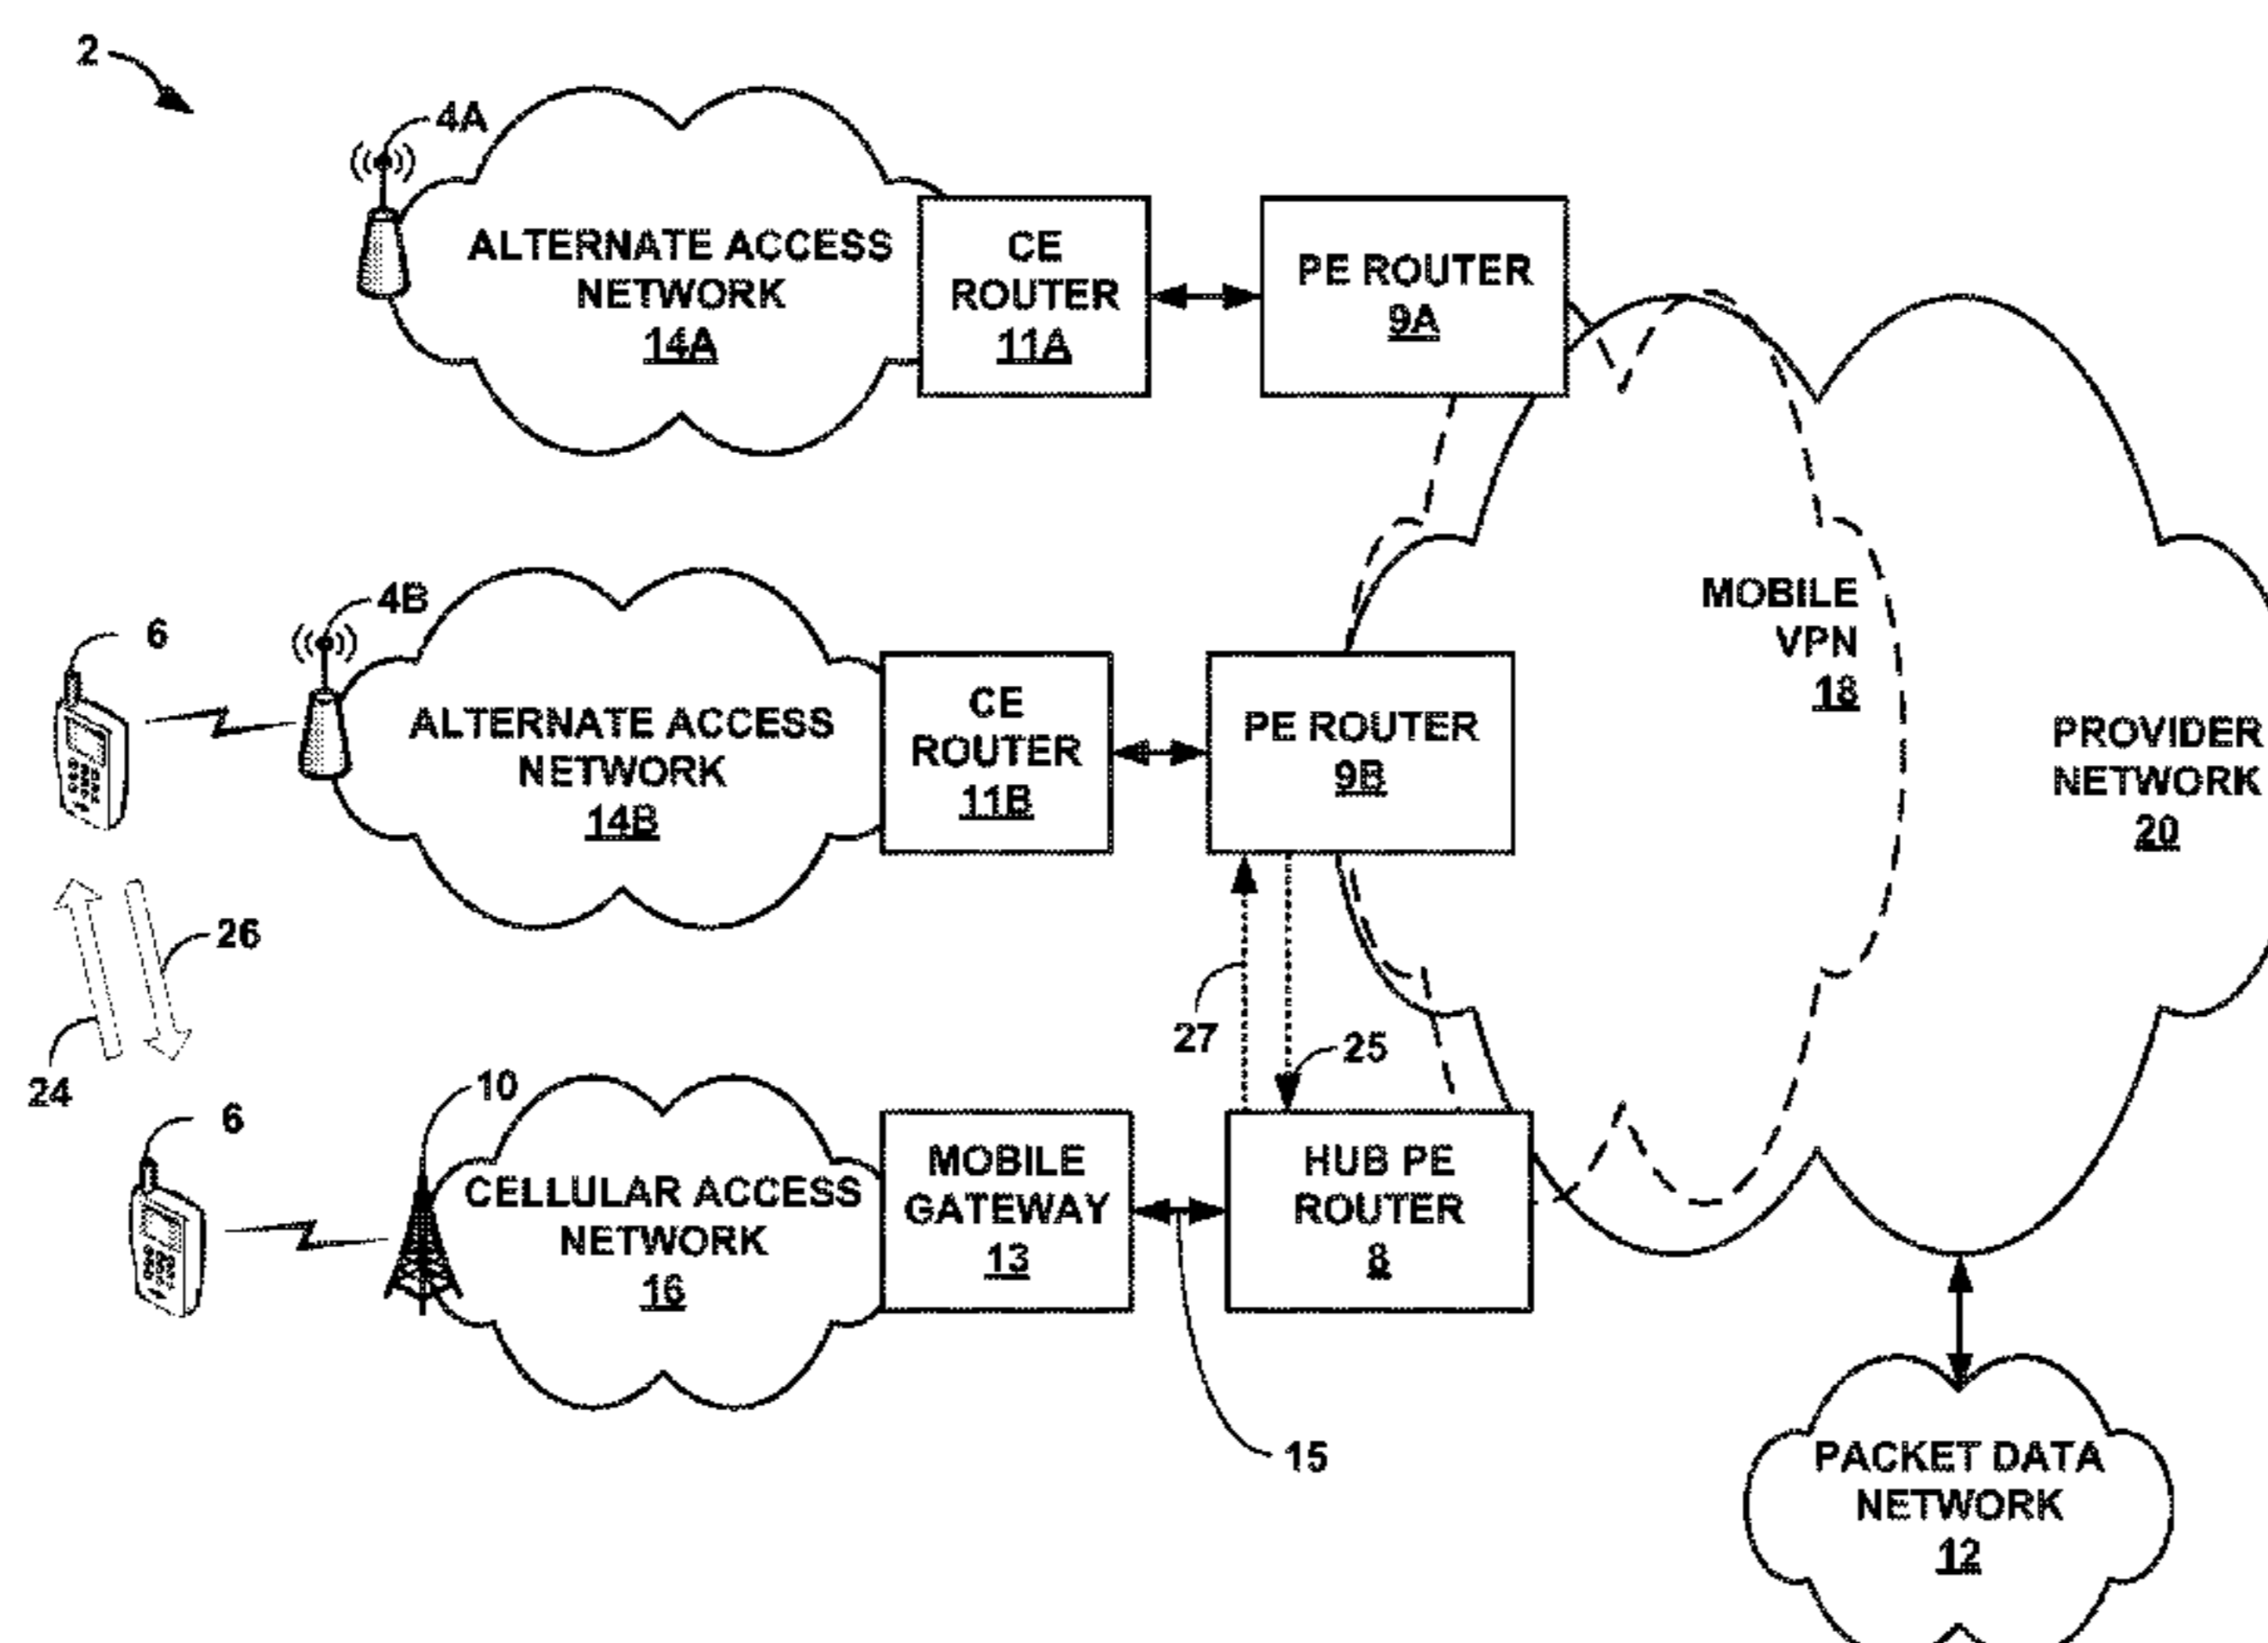 2
4A
ALTERNATE ACCESS
NETWORK
14A
CE
ROUTER
11A
PE ROUTER
9A
6
4B
ALTERNATE ACCESS
NETWORK
14B
CE
ROUTER
11B
PE ROUTER
9B
MOBILE
VPN
18
PROVIDER
NETWORK
20
26
24
27
25
6
10
CELLULAR ACCESS
NETWORK
16
MOBILE
GATEWAY
13
HUB PE
ROUTER
8
15
PACKET DATA
NETWORK
12